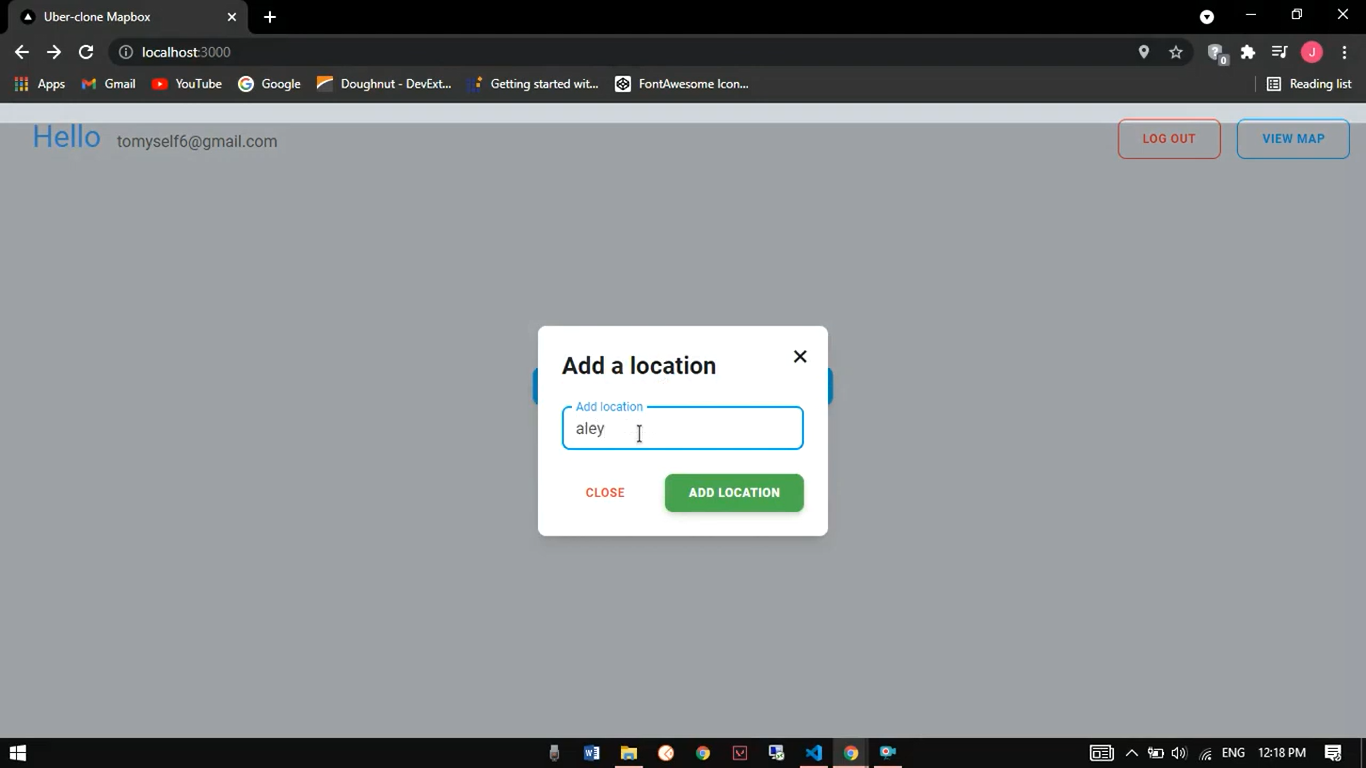 Uber-clone Mapbox
localhost:3000
Apps Gmail YouTube Google Doughnut - DevExt... Getting started wit... FontAwesome Icon... Reading list
Hello tomyself6@gmail.com LOG OUT VIEW MAP
Add a location
Add location
aley
CLOSE ADD LOCATION
ENG 12:18 PM